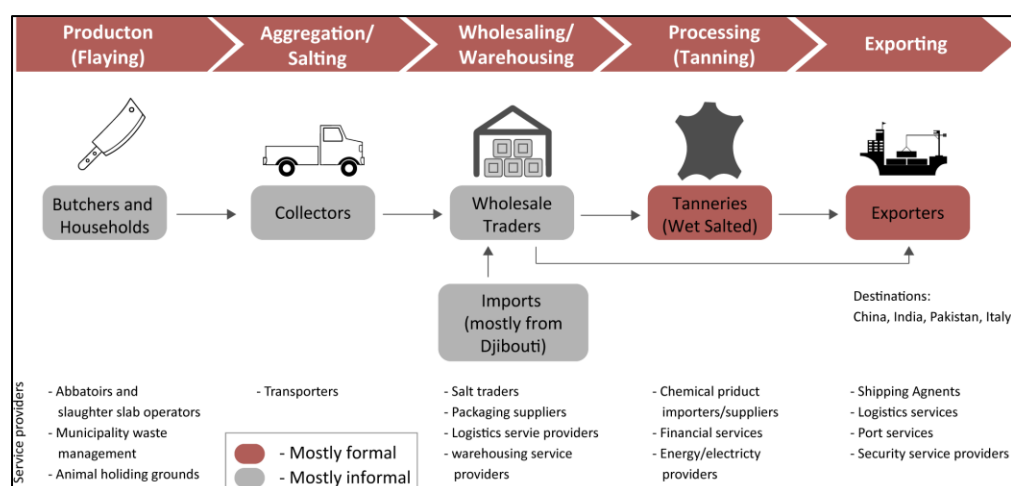 Producton
(Flaying)
Aggregation/
Salting
Wholesaling/
Warehousing
Processing
(Tanning)
Exporting
Butchers and
Households
Collectors
Wholesale
Traders
Tanneries
(Wet Salted)
Exporters
Imports
(mostly from
Djibouti)
Destinations:
China, India, Pakistan, Italy
Service providers
- Abbatoirs and
slaughter slab operators
- Municipality waste
management
- Animal holiding grounds
- Transporters
- Salt traders
- Packaging suppliers
- Logistics servie providers
- warehousing service
providers
- Chemical priduct
importers/suppliers
- Financial services
- Energy/electricty
providers
- Shipping Agnents
- Logistics services
- Port services
- Security service providers
- Mostly formal
- Mostly informal